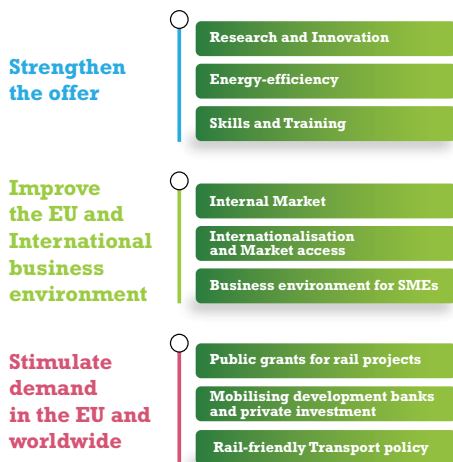 Strengthen
the offer
Research and Innovation
Energy-efficiency
Skills and Training
Improve
the EU and
International
business
environment
Internal Market
Internationalisation
and Market access
Business environment for SMEs
Stimulate
demand
in the EU and
worldwide
Public grants for rail projects
Mobilising development banks
and private investment
Rail-friendly Transport policy